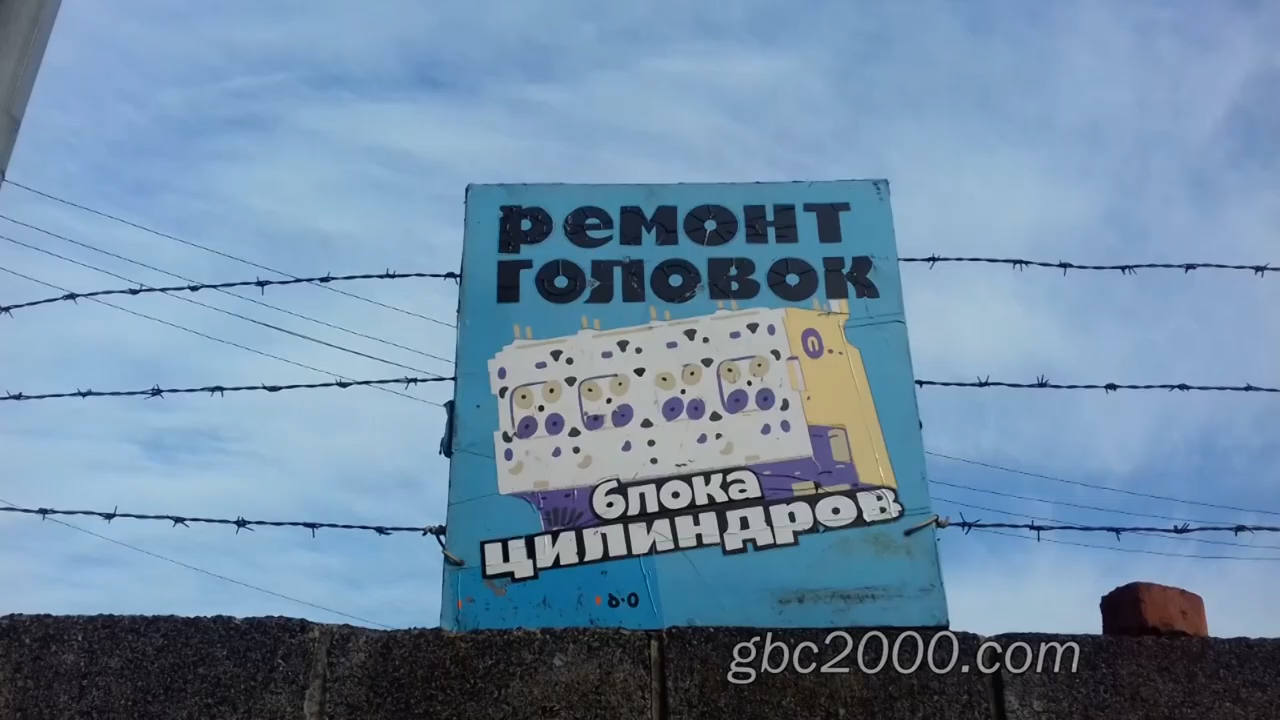 Ремонт
головок
блока
цилиндров
gbc2000.com